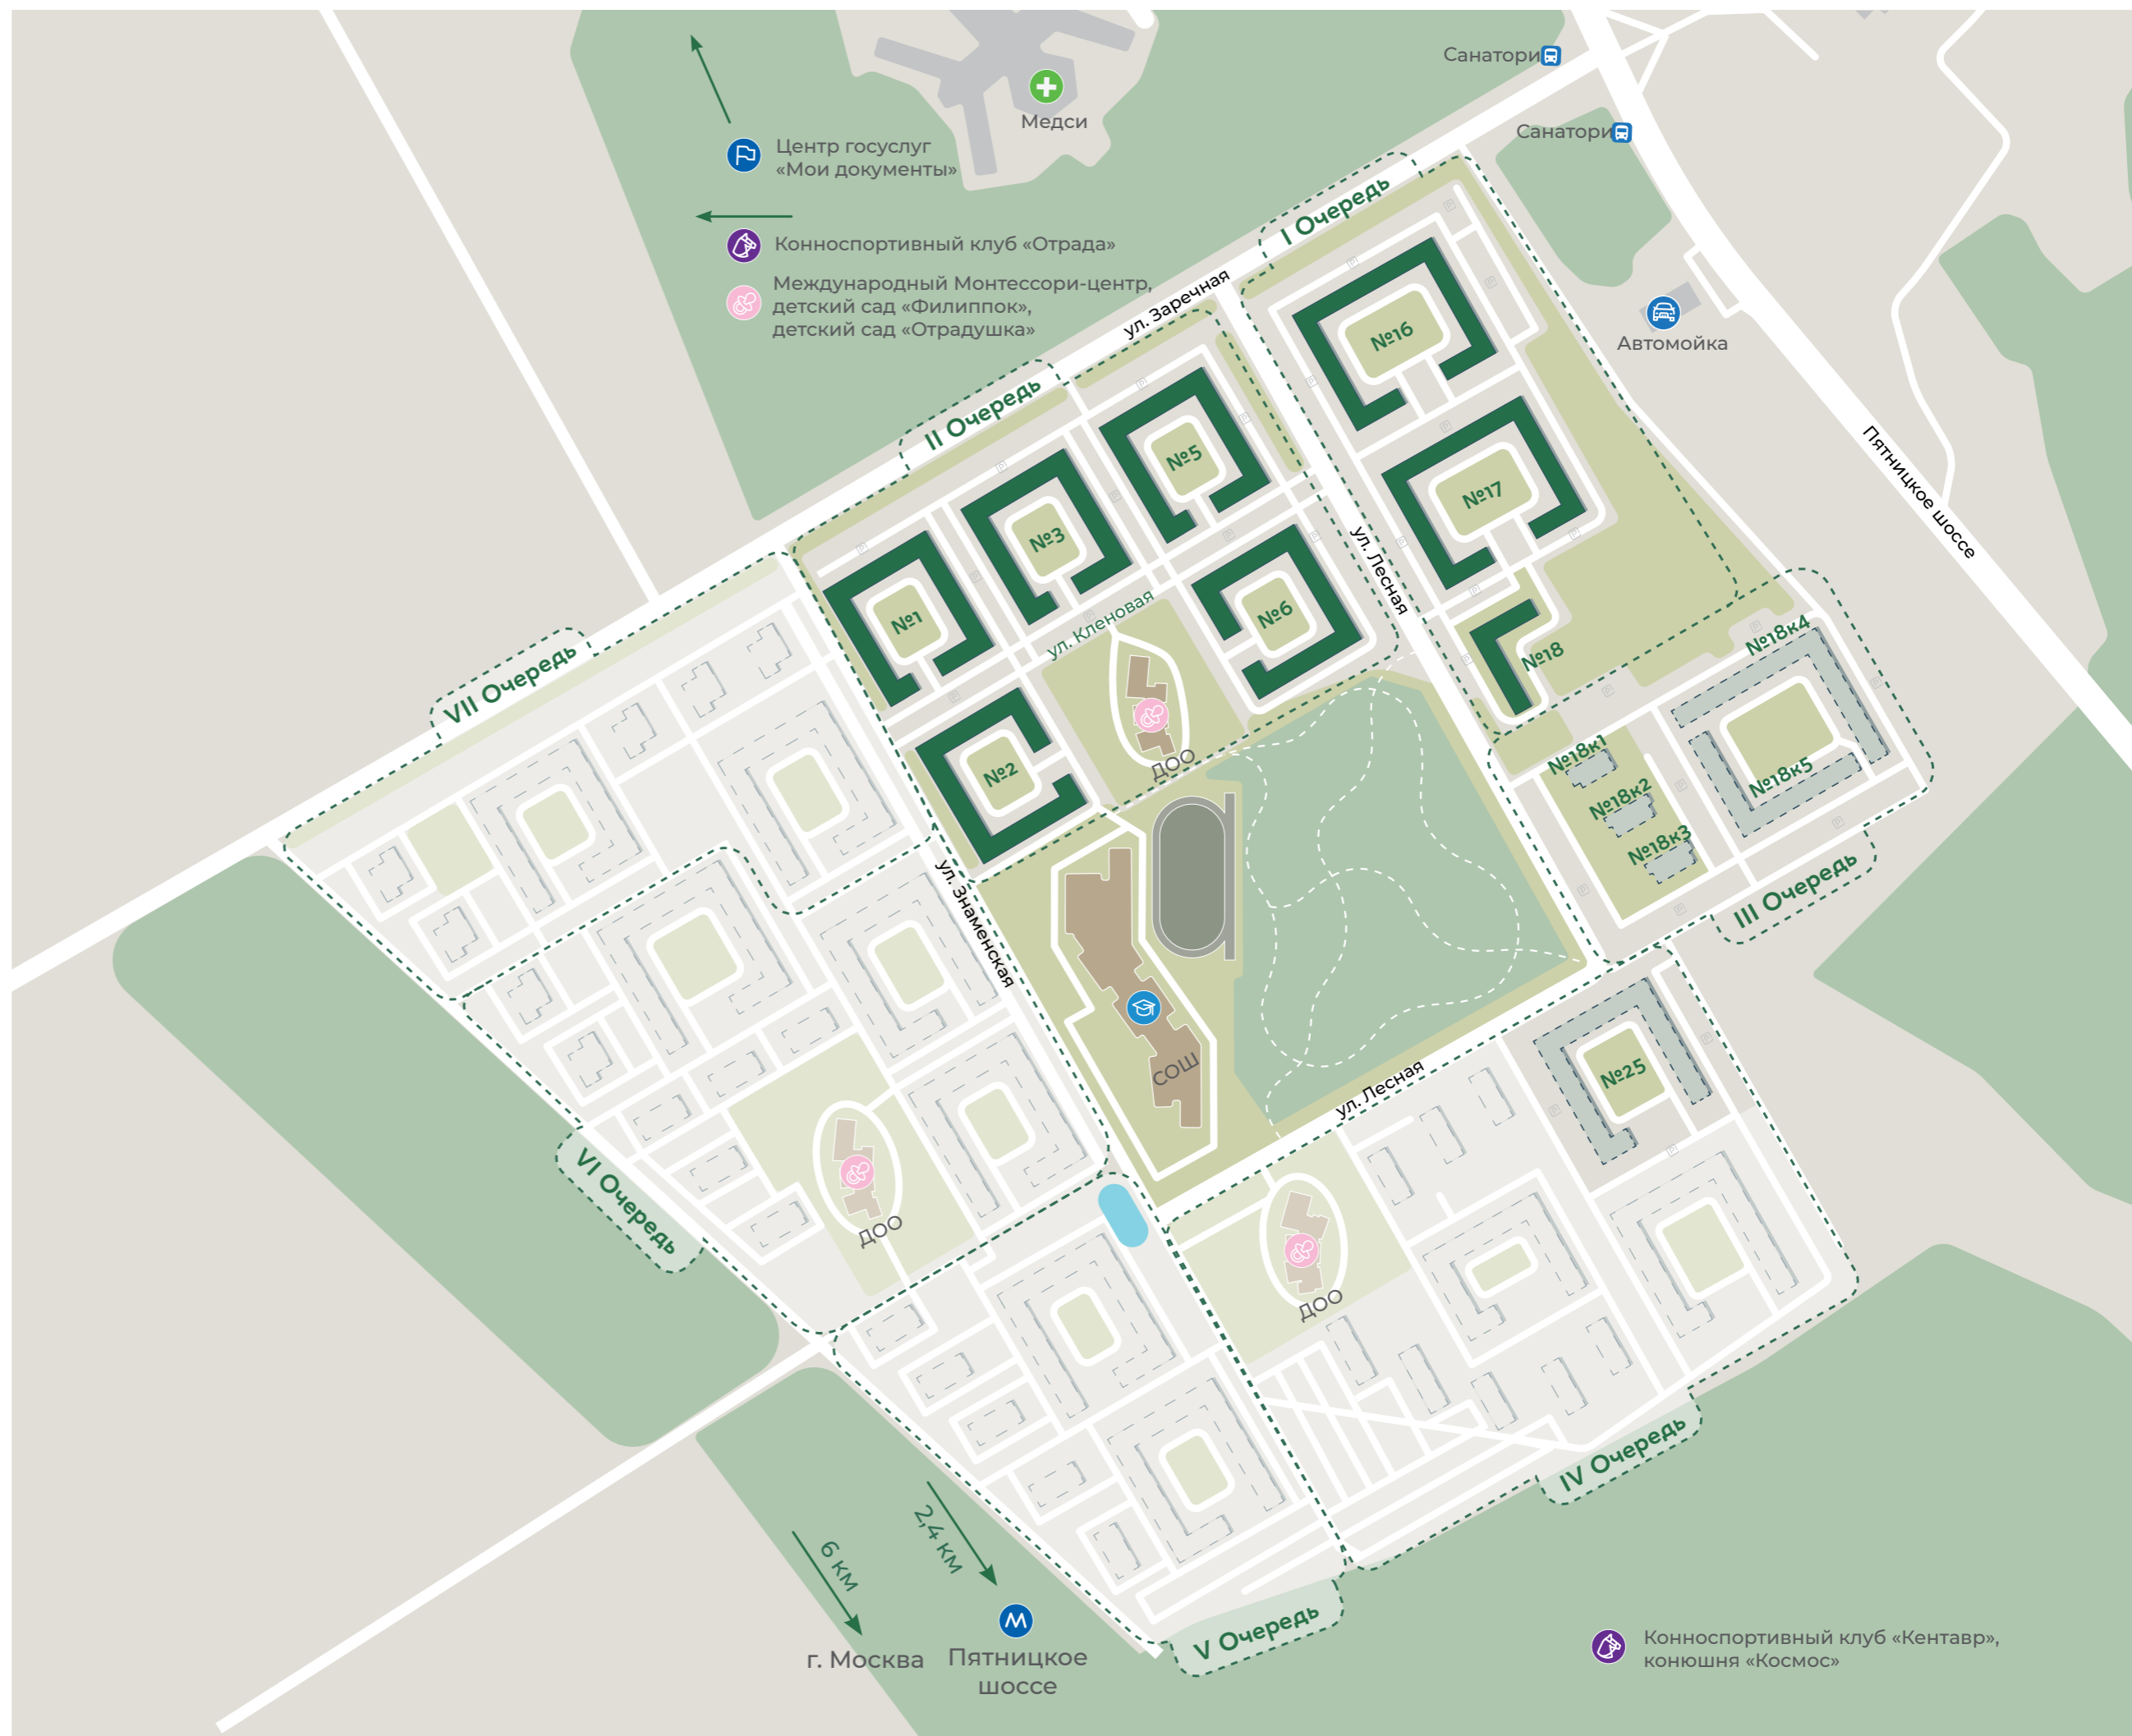 Санатори
Медси
Санатори
Центр госуслуг
«Мои документы»
I Очередь
Конноспортивный клуб «Отрада»
Международный Монтессори-центр,
детский сад «Филиппок»,
детский сад «Отрадушка»
ул. Заречная
№16
Автомойка
II Очередь
№5
№17
Пятницкое шоссе
№3
ул. Лесная
№1
ул. Кленовая
№6
№18
№18к4
VII Очередь
№2
ДОО
№18к1
№18к5
№18к2
№18к3
III Очередь
ул. Знаменская
СОШ
ул. Лесная
№25
VI Очередь
ДОО
ДОО
IV Очередь
2,4 км
6 км
V Очередь
г. Москва
Пятницкое
шоссе
Конноспортивный клуб «Кентавр»,
конюшня «Космос»